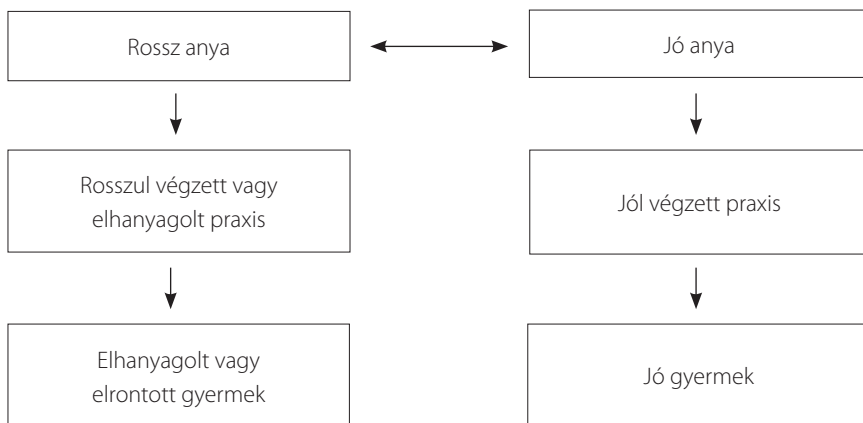 Rossz anya
Jó anya
Rosszul végzett vagy
elhanyagolt praxis
Jól végzett praxis
Elhanyagolt vagy
elrontott gyermek
Jó gyermek